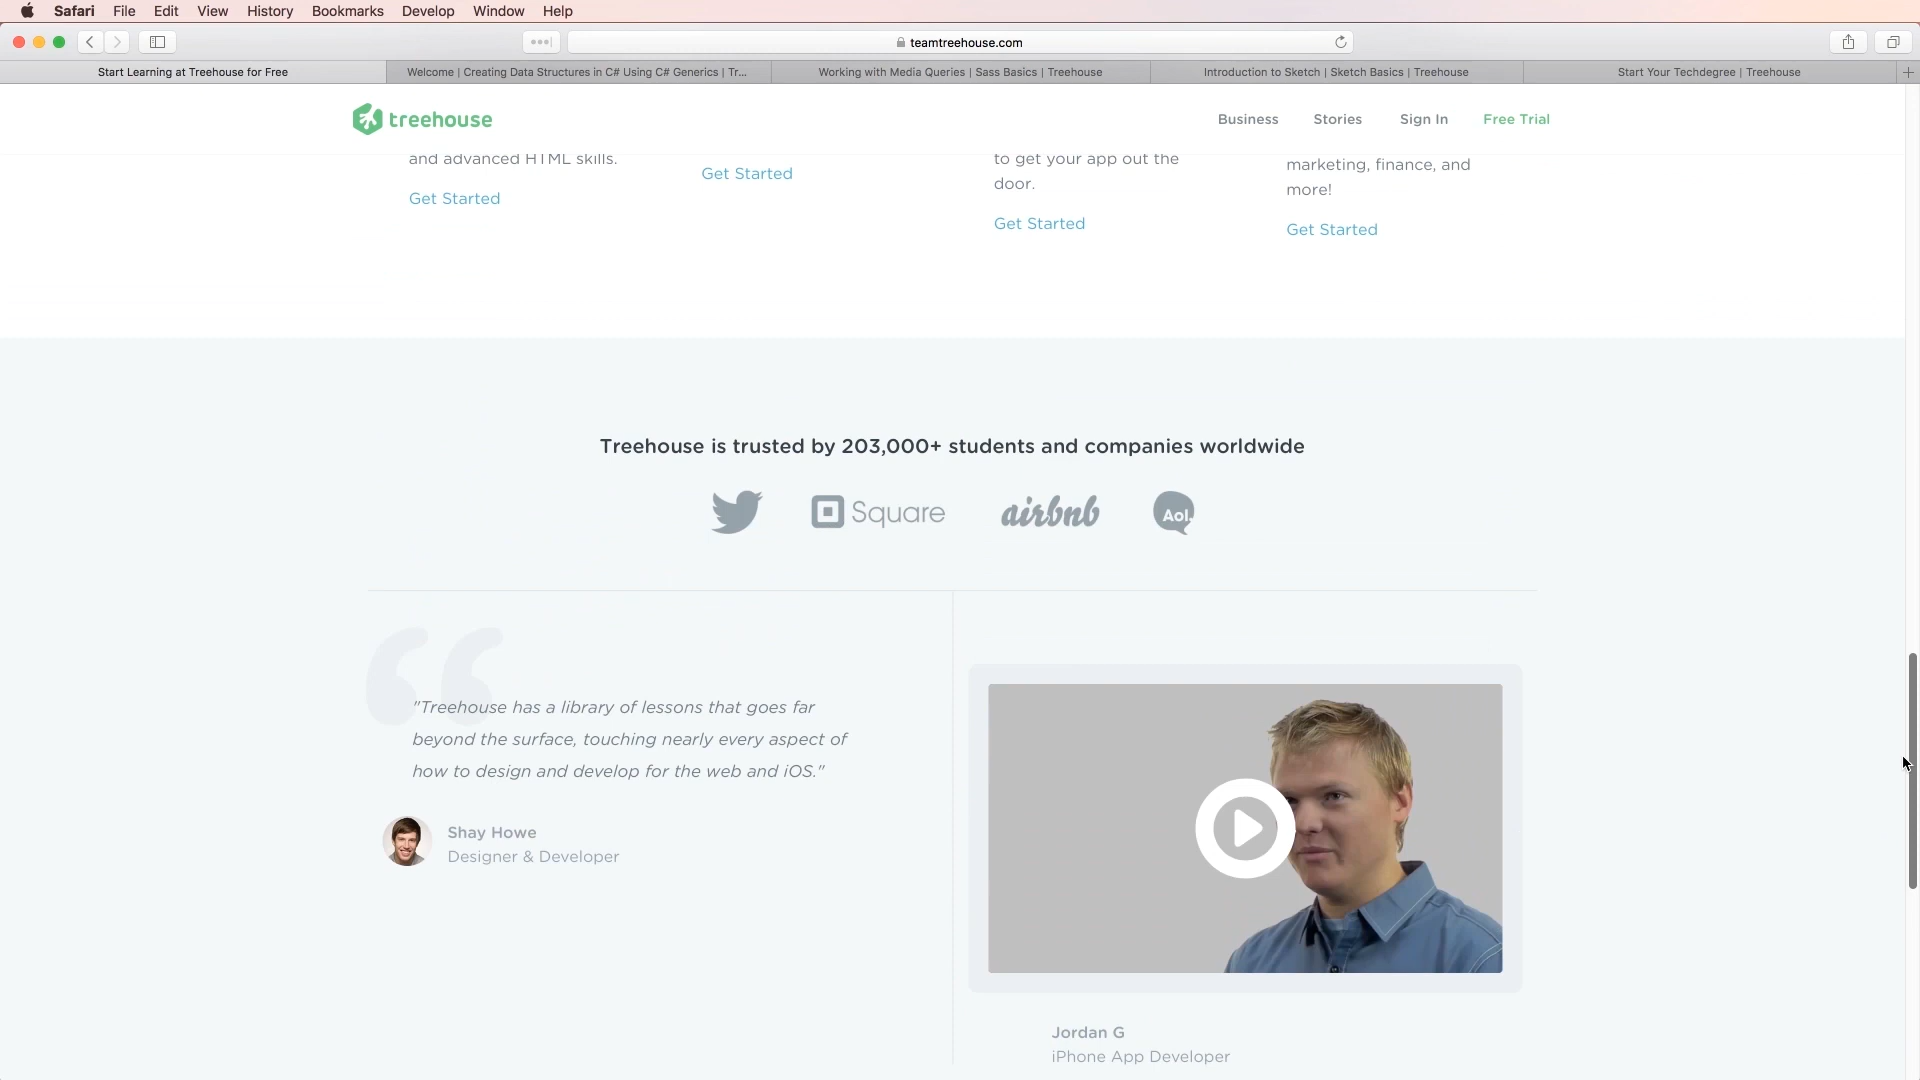 Safari File Edit View History Bookmarks Develop Window Help
teamtreehouse.com
Start Learning at Treehouse for Free
Welcome | Creating Data Structures in C# Using C# Generics | Tr...
Working with Media Queries | Sass Basics | Treehouse
Introduction to Sketch | Sketch Basics | Treehouse
Start Your Techdegree | Treehouse
treehouse
Business Stories Sign In Free Trial
and advanced HTML skills.
Get Started
Get Started
to get your app out the
door.
Get Started
marketing, finance, and
more!
Get Started
Treehouse is trusted by 203,000+ students and companies worldwide
Square airbnb Aol.
"Treehouse has a library of lessons that goes far
beyond the surface, touching nearly every aspect of
how to design and develop for the web and iOS."
Shay Howe
Designer & Developer
Jordan G
iPhone App Developer